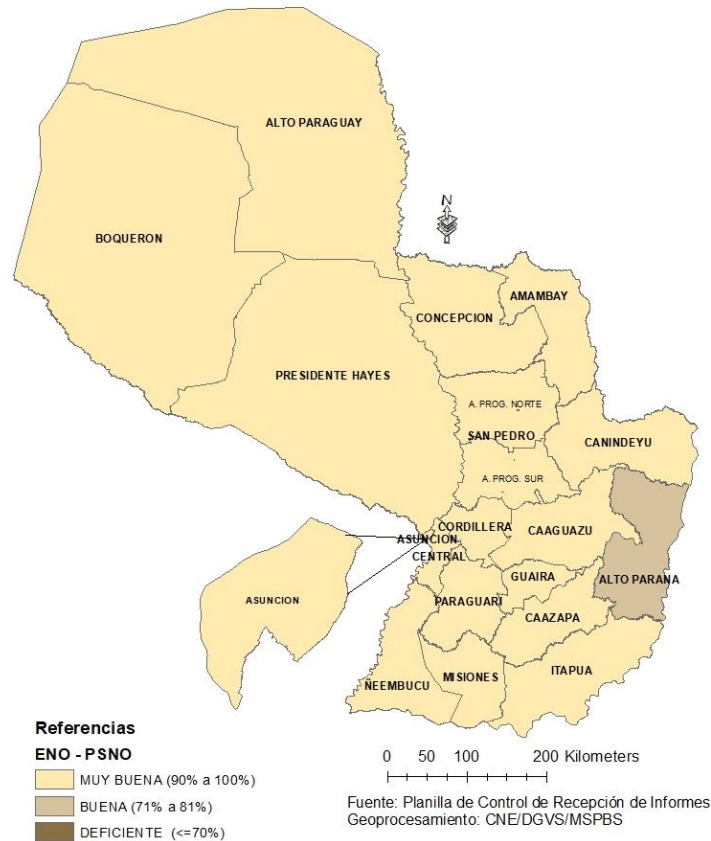 ALTO PARAGUAY
BOQUERON
N
CONCEPCION
AMAMBAY
PRESIDENTE HAYES
A. PROG. NORTE
SAN PEDRO
CANINDEYU
A. PROG. SUR
CORDILLERA
ASUNCION
CAAGUAZU
CENTRAL
GUAIRA
ALTO PARANA
ASUNCION
PARAGUARI
CAAZAPA
ITAPUA
MISIONES
ÑEEMBUCU
Referencias
ENO - PSNO
MUY BUENA (90% a 100%)
BUENA (71% a 81%)
DEFICIENTE (<=70%)
0 50 100 200 Kilometers
Fuente: Planilla de Control de Recepción de Informes
Geoprocesamiento: CNE/DGVS/MSPBS